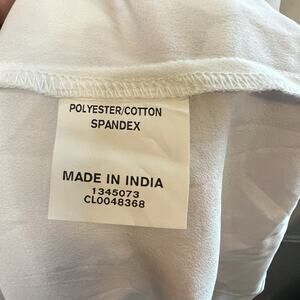 POLYESTER/COTTON
SPANDEX
MADE IN INDIA
1345073
CL0048368